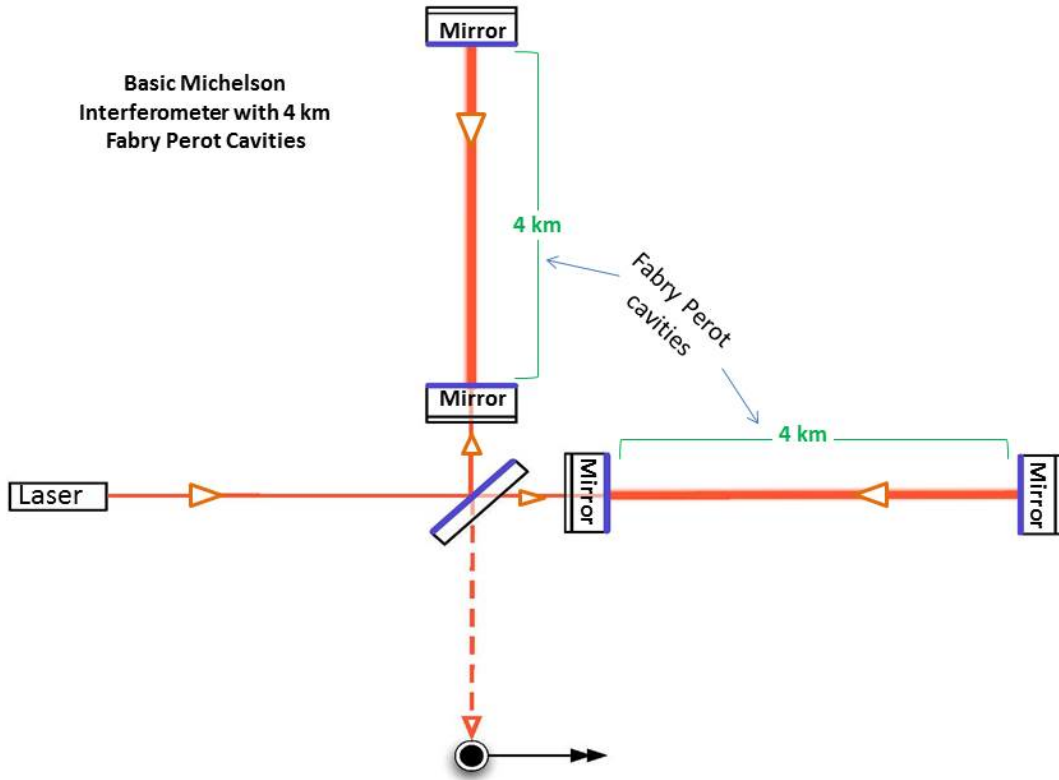 Mirror
Basic Michelson
Interferometer with 4 km
Fabry Perot Cavities
4 km
Fabry Perot
cavities
Mirror
4 km
Laser
Mirror
Mirror